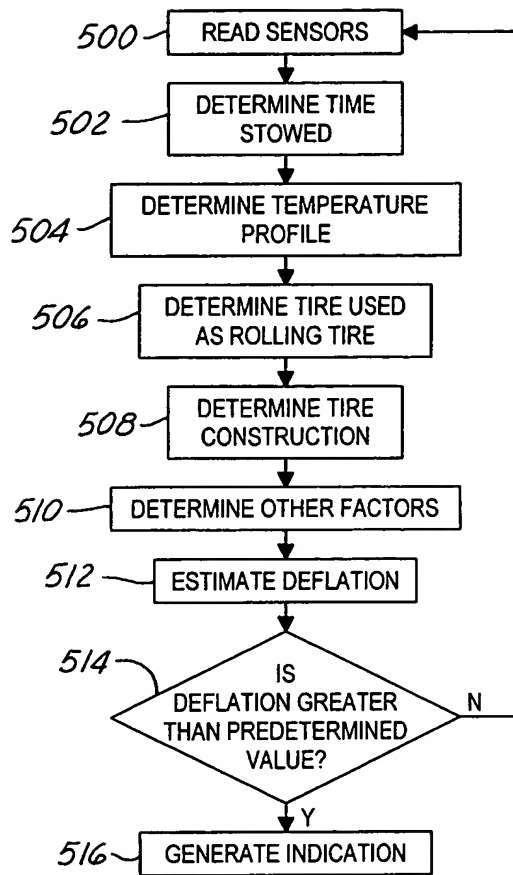 500
READ SENSORS
502
DETERMINE TIME
STOWED
504
DETERMINE TEMPERATURE
PROFILE
506
DETERMINE TIRE USED
AS ROLLING TIRE
508
DETERMINE TIRE
CONSTRUCTION
510
DETERMINE OTHER FACTORS
512
ESTIMATE DEFLATION
514
IS
DEFLATION GREATER
THAN PREDETERMINED
VALUE?
N
Y
516
GENERATE INDICATION